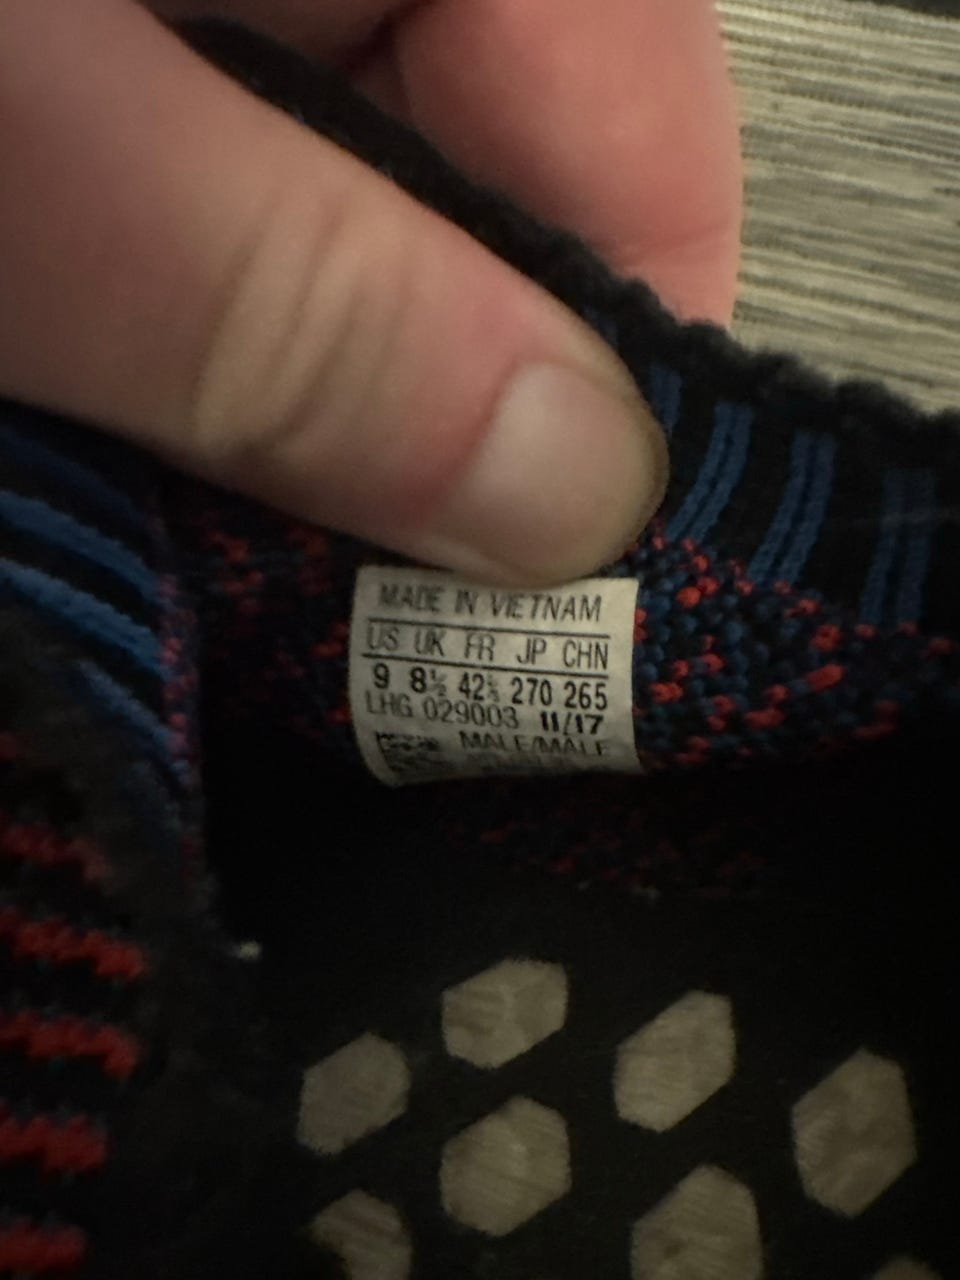 MADE IN VIETNAM
US UK FR JP CHN
9 8½ 42⅔ 270 265
LHG 029003 11/17
MALE/MALE